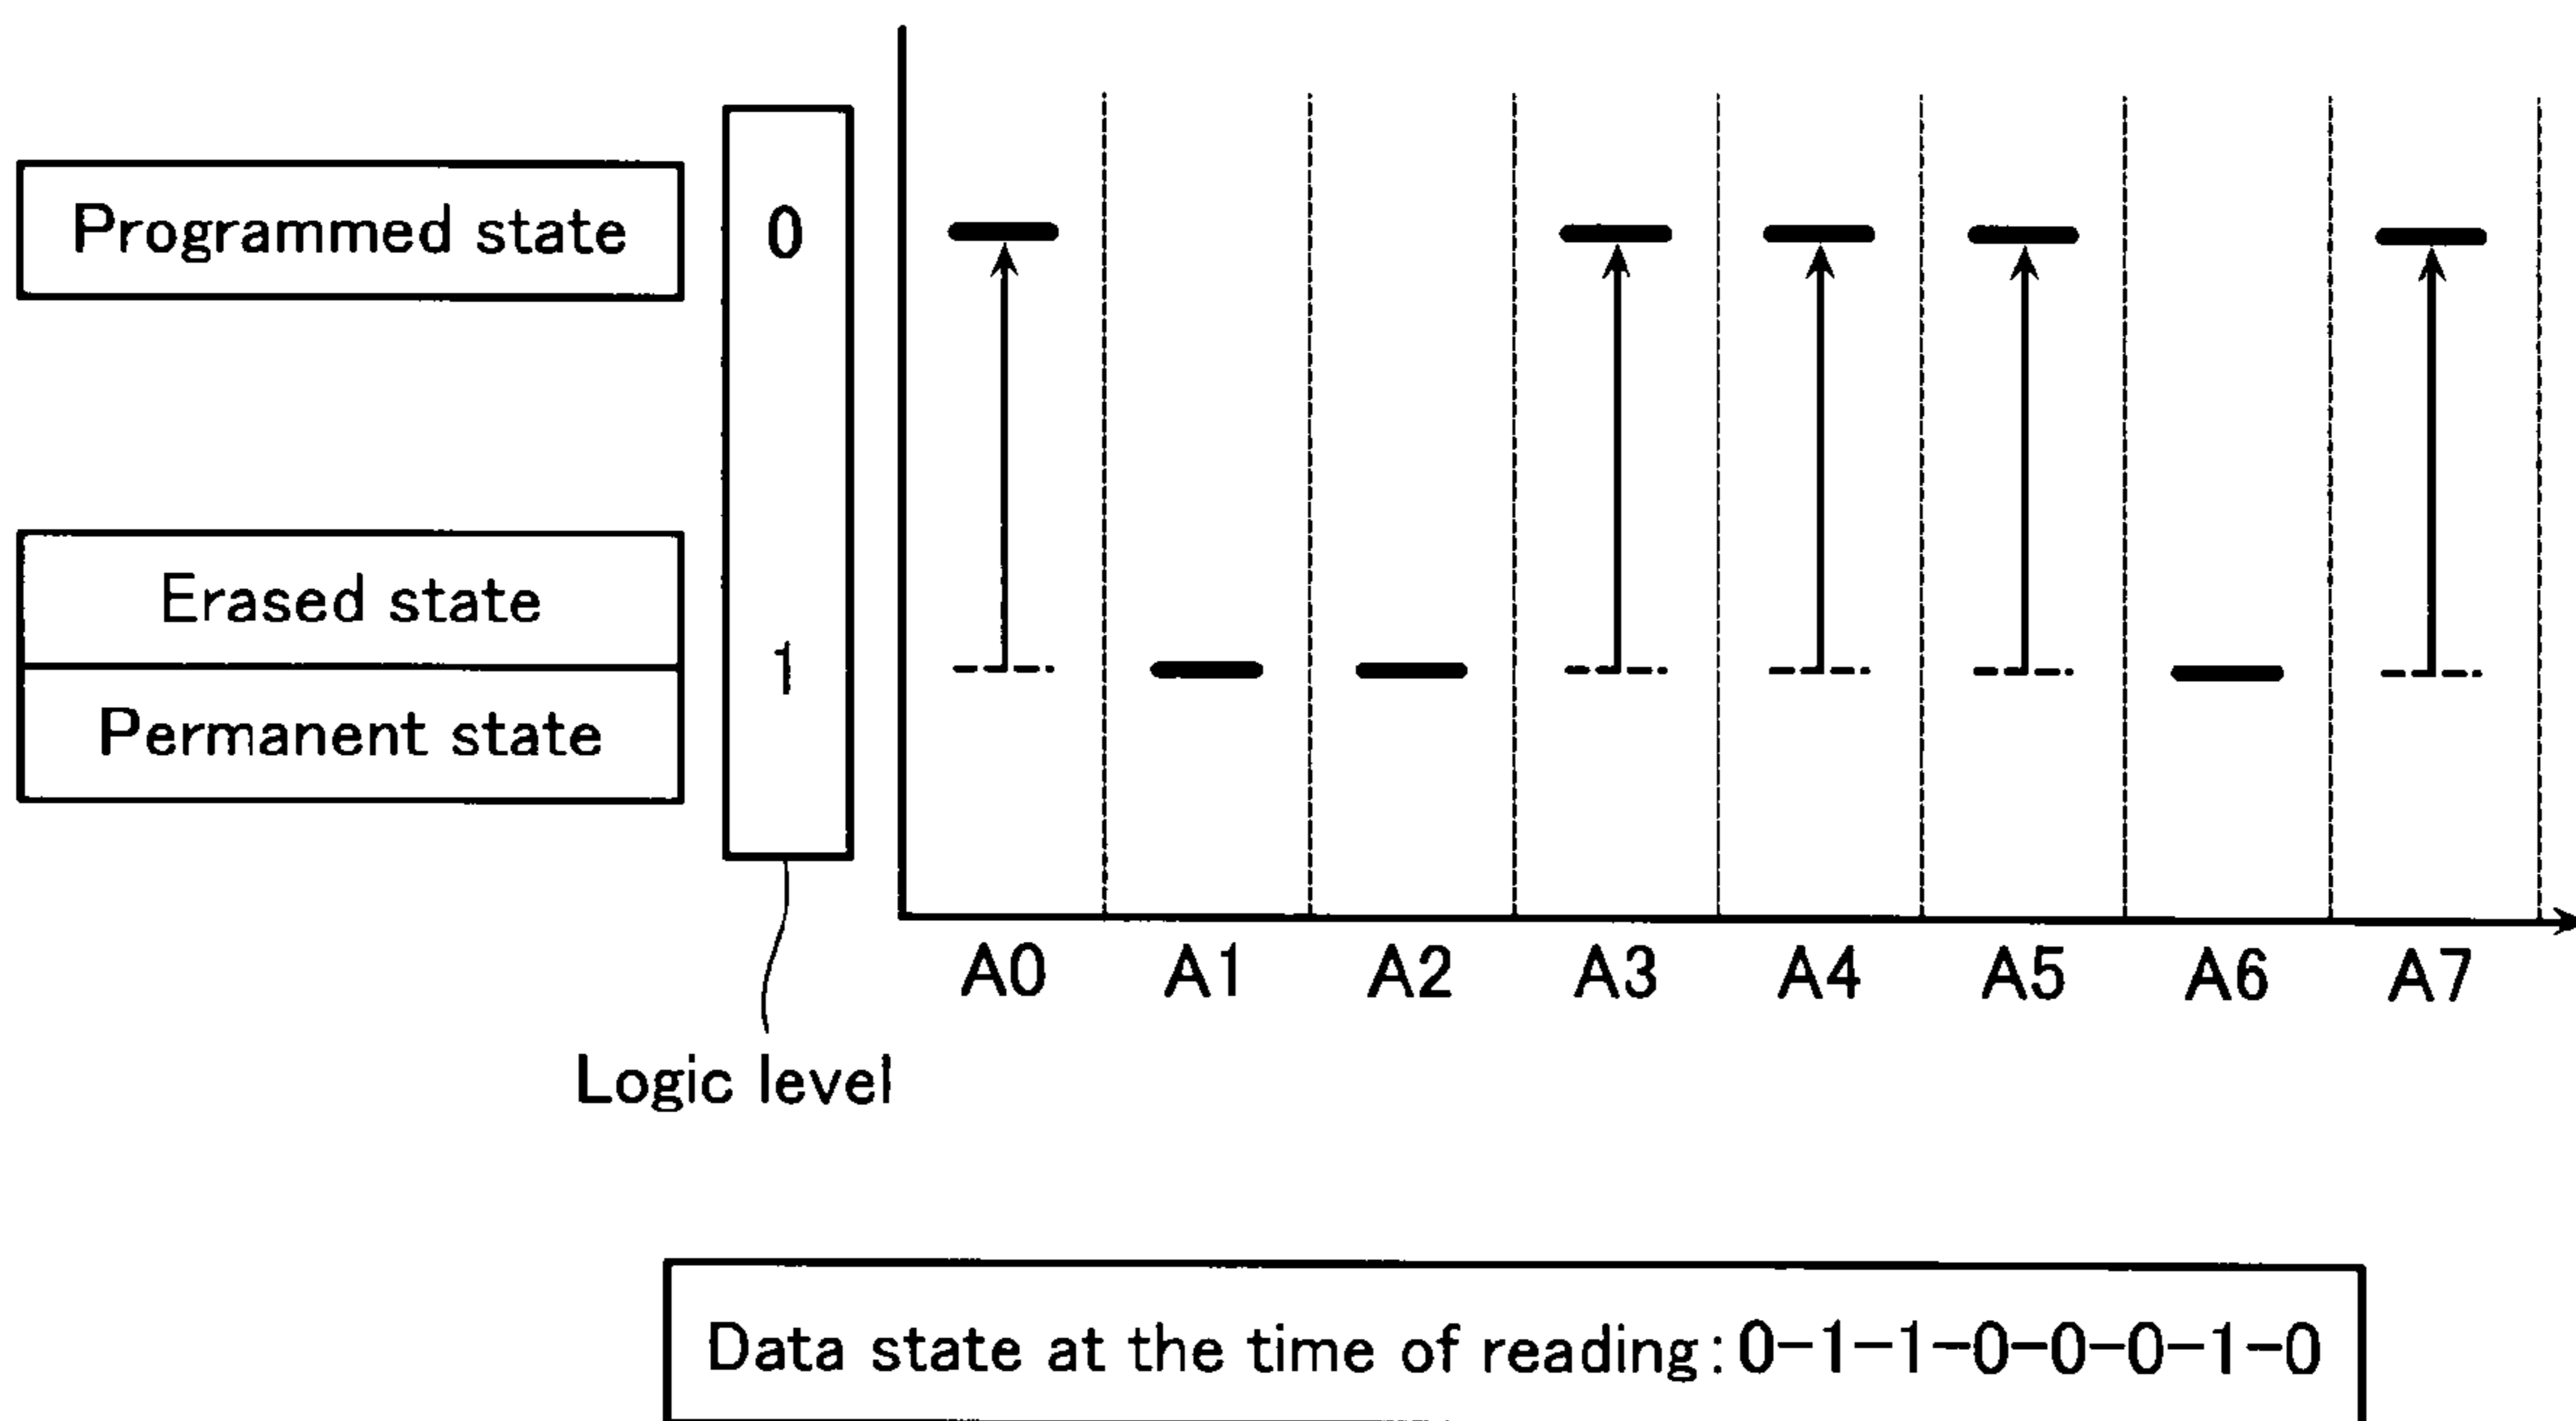 Programmed state
0
Erased state
1
Permanent state
A0 A1 A2 A3 A4 A5 A6 A7
Logic level
Data state at the time of reading:0-1-1-0-0-0-1-0